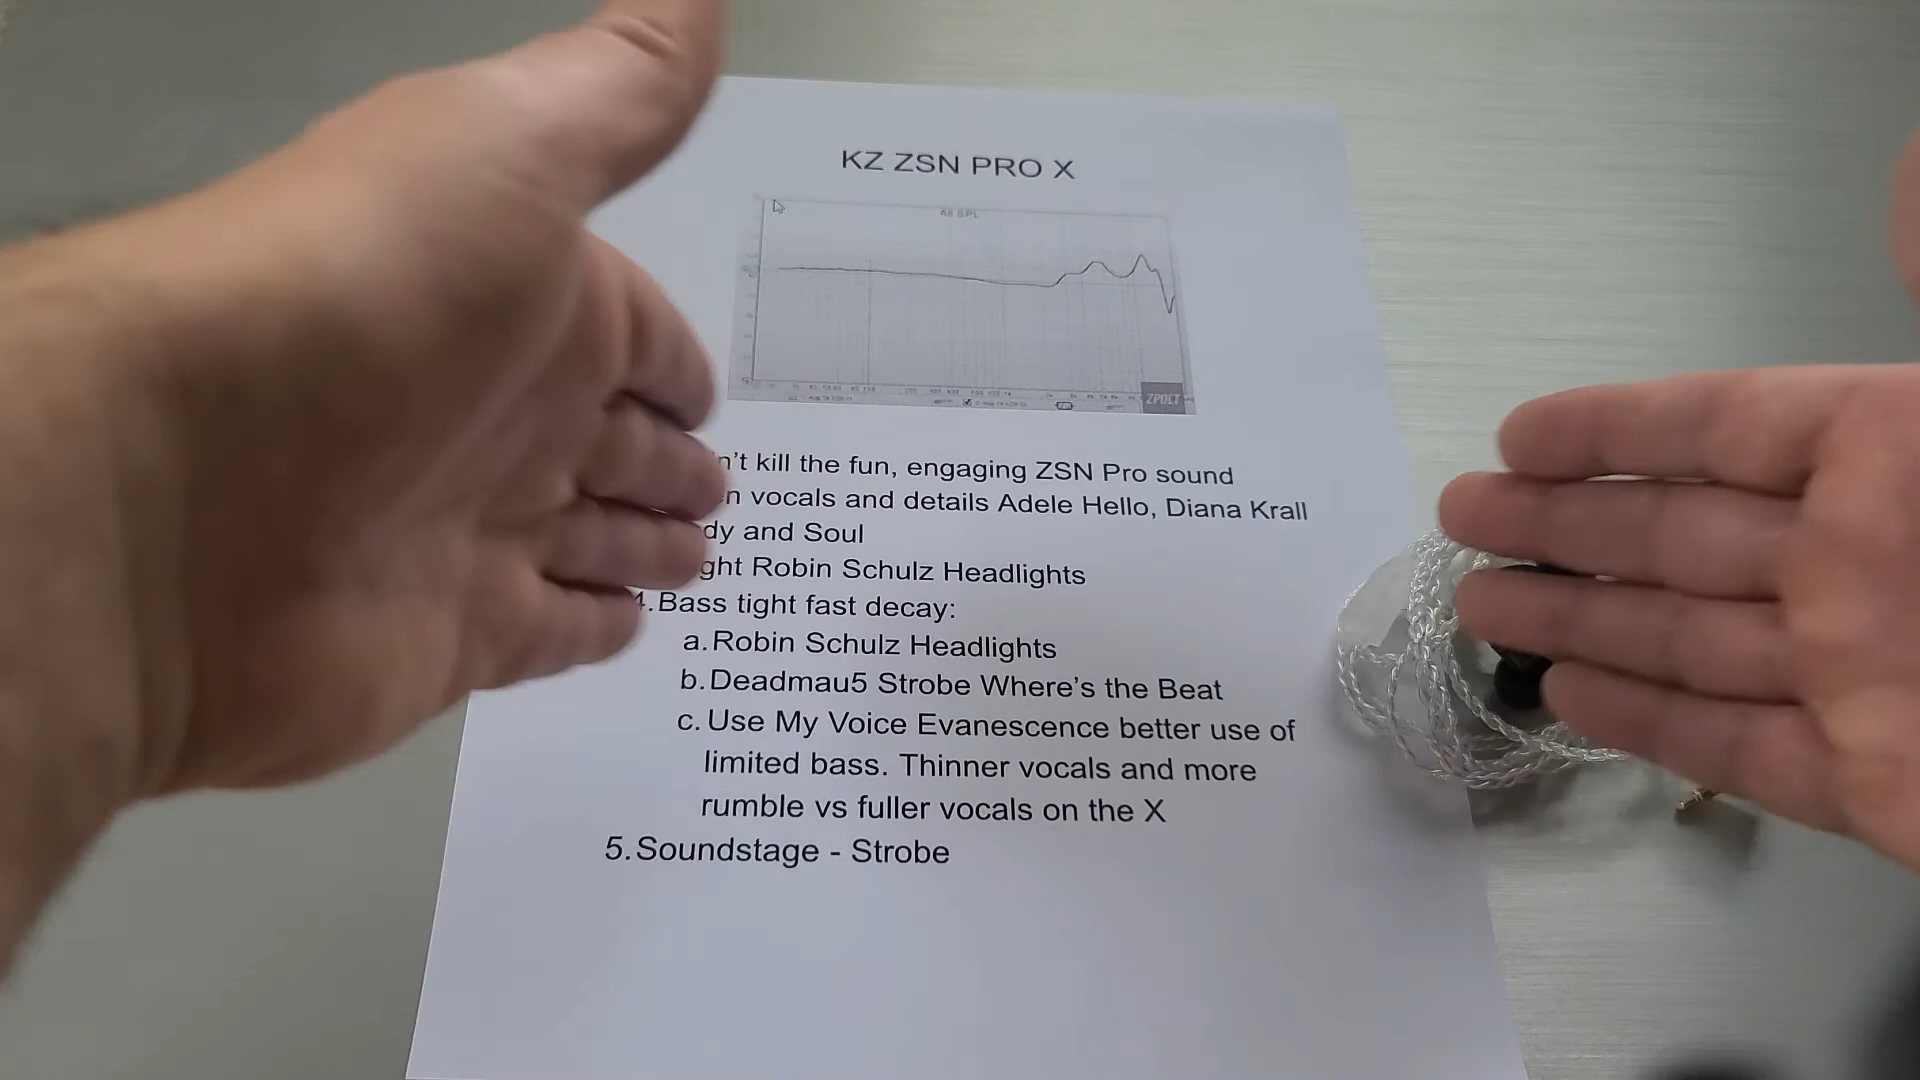 KZ ZSN PRO X
All SPL
ZPOLT
kill the fun, engaging ZSN Pro sound
vocals and details Adele Hello, Diana Krall
and Soul
Robin Schulz Headlights
4. Bass tight fast decay:
a. Robin Schulz Headlights
b. Deadmau5 Strobe Where's the Beat
c. Use My Voice Evanescence better use of
limited bass. Thinner vocals and more
rumble vs fuller vocals on the X
5. Soundstage - Strobe